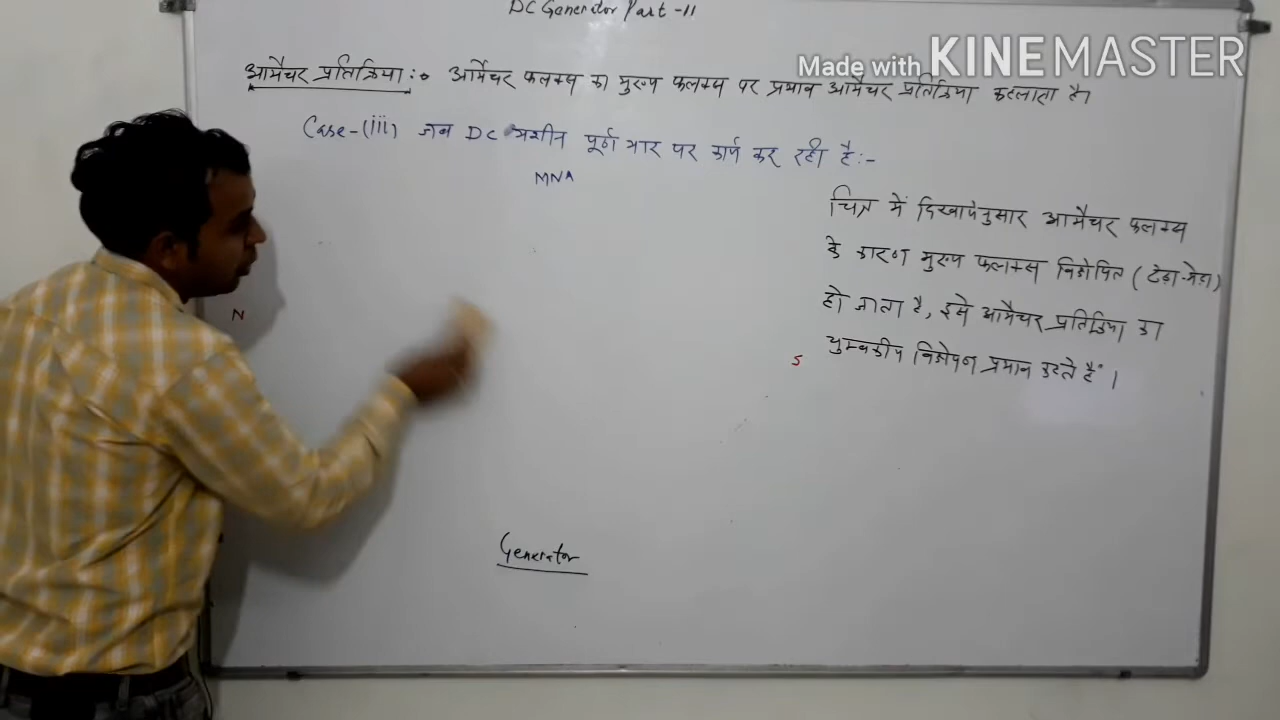 DC Generator Part-11
Made with KINEMASTER
आर्मेचर प्रतिक्रिया :- आर्मेचर फ्लक्स का मुख्य फ्लक्स पर प्रभाव आर्मेचर प्रतिक्रिया कहलाता है।
Case-(iii) जब DC मशीन पूर्ण भार पर कार्य कर रही है:-
MNA
चित्र में दिखायेनुसार आर्मेचर फ्लक्स
के कारण मुख्य फ्लक्स विक्षेपित (टेढ़ा-मेढ़ा)
हो जाता है, इसे आर्मेचर प्रतिक्रिया का
चुम्बकीय विक्षेपण प्रभाव कहते है" ।
N
S
Generator